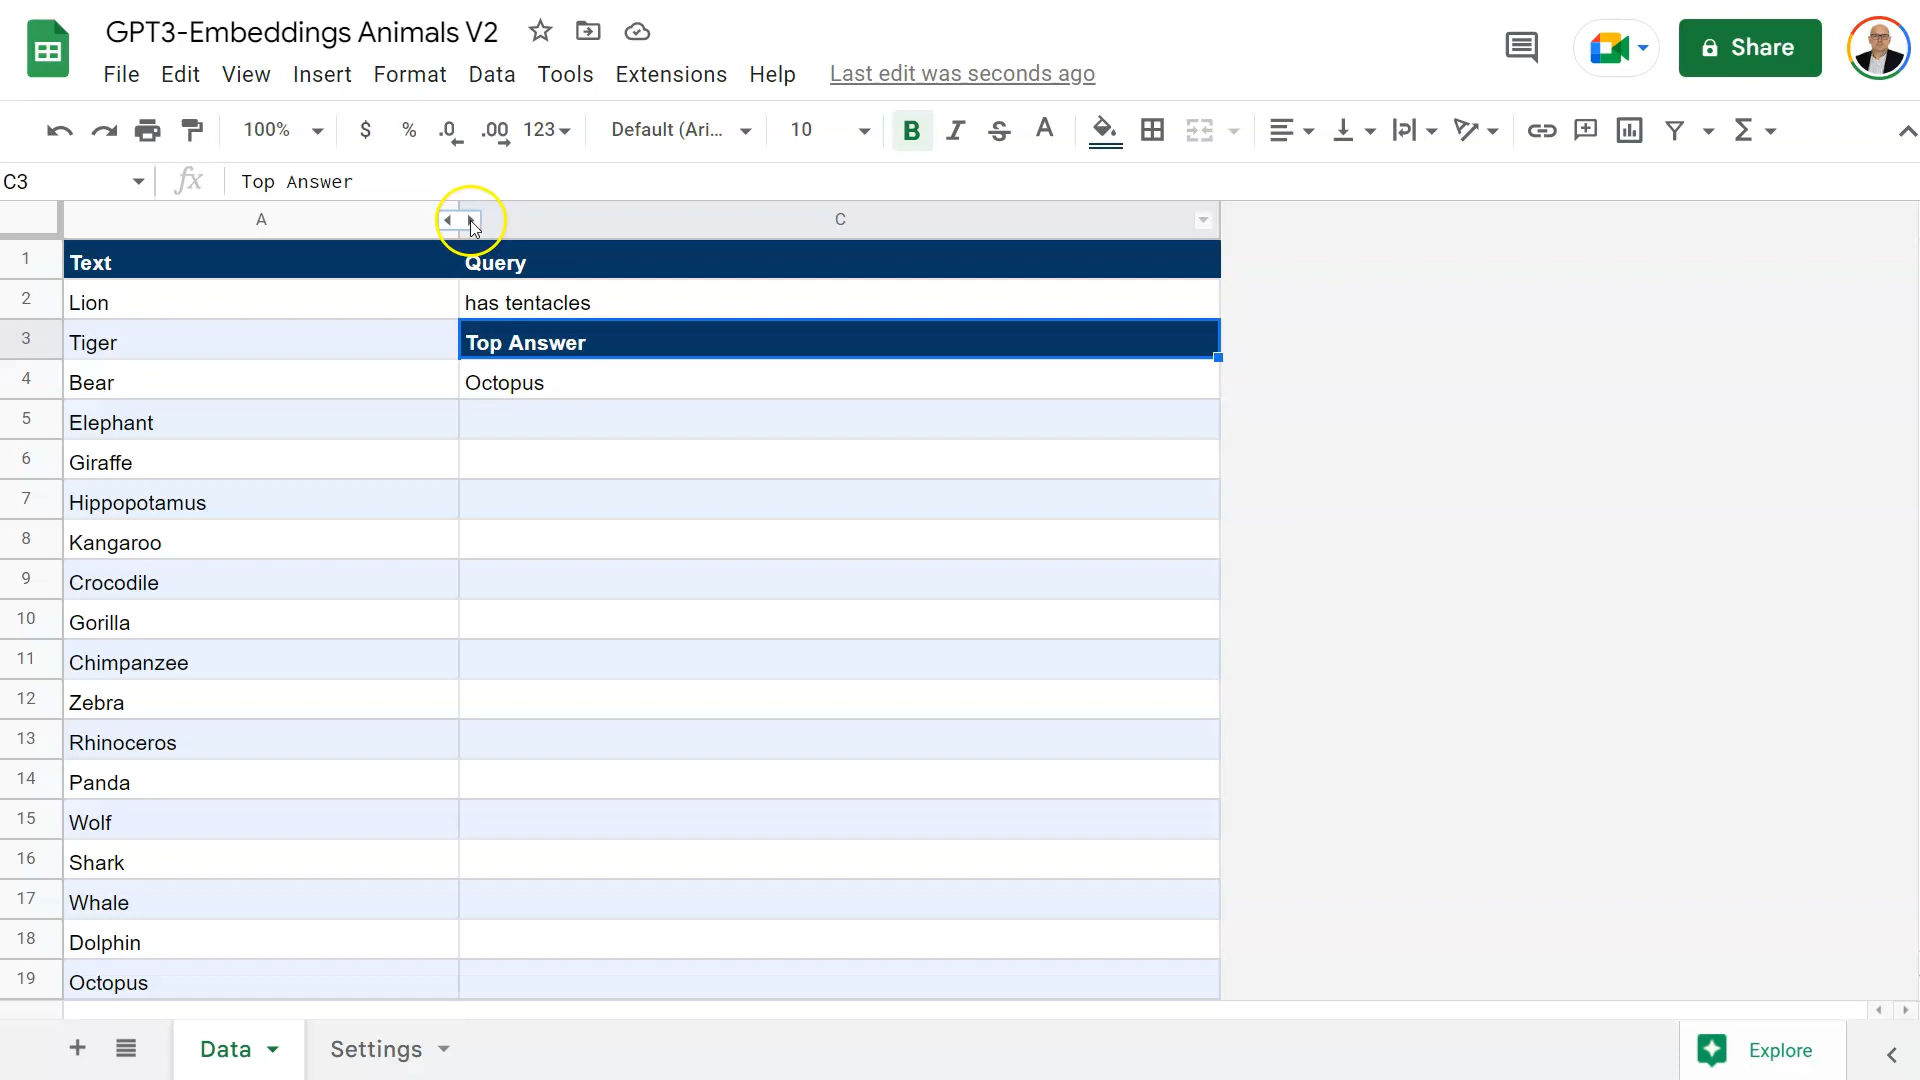 GPT3-Embeddings Animals V2
File Edit View Insert Format Data Tools Extensions Help Last edit was seconds ago
Share
100% $ % .0 .00 123 Default (Ari... 10 B I S A
C3 fx Top Answer
A C
1 Text Query
2 Lion has tentacles
3 Tiger Top Answer
4 Bear Octopus
5 Elephant
6 Giraffe
7 Hippopotamus
8 Kangaroo
9 Crocodile
10 Gorilla
11 Chimpanzee
12 Zebra
13 Rhinoceros
14 Panda
15 Wolf
16 Shark
17 Whale
18 Dolphin
19 Octopus
Data Settings Explore